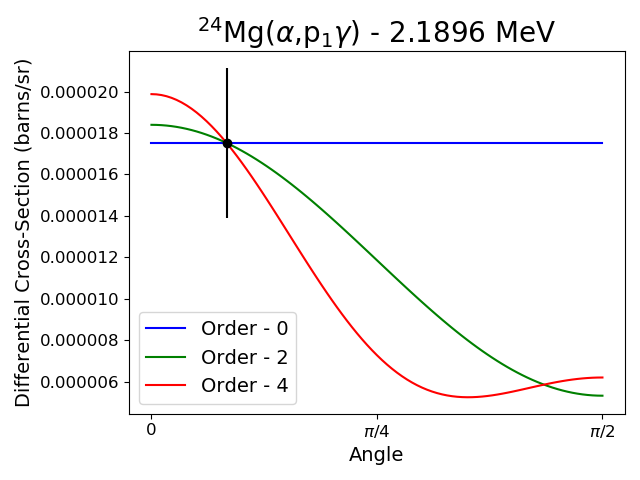 ²⁴Mg(α,p₁γ) - 2.1896 MeV
Differential Cross-Section (barns/sr)
0.000020
0.000018
0.000016
0.000014
0.000012
0.000010
0.000008
0.000006
Order - 0
Order - 2
Order - 4
0 π/4 π/2
Angle